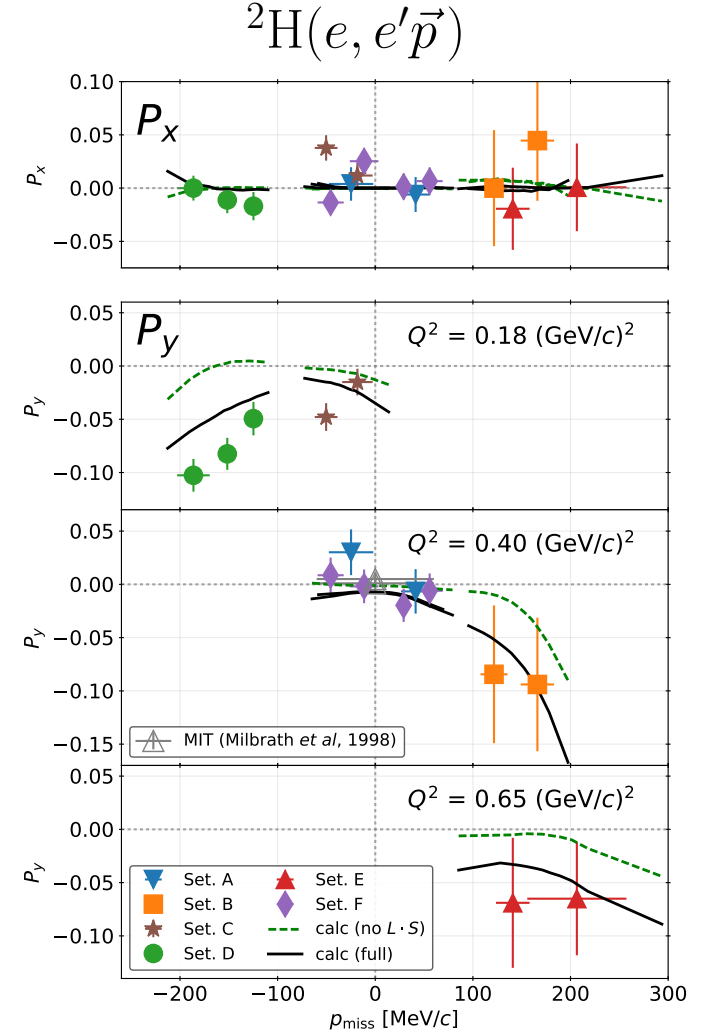 ²H(e, e′p⃗)
0.10
0.05
0.00
−0.05
Pₓ
Pₓ
0.05
0.00
−0.05
−0.10
P_y
P_y
Q² = 0.18 (GeV/c)²
0.05
0.00
−0.05
−0.10
−0.15
P_y
Q² = 0.40 (GeV/c)²
MIT (Milbrath et al, 1998)
0.05
0.00
−0.05
−0.10
P_y
Q² = 0.65 (GeV/c)²
Set. A
Set. B
Set. C
Set. D
Set. E
Set. F
calc (no L · S)
calc (full)
−200 −100 0 100 200 300
p_miss [MeV/c]